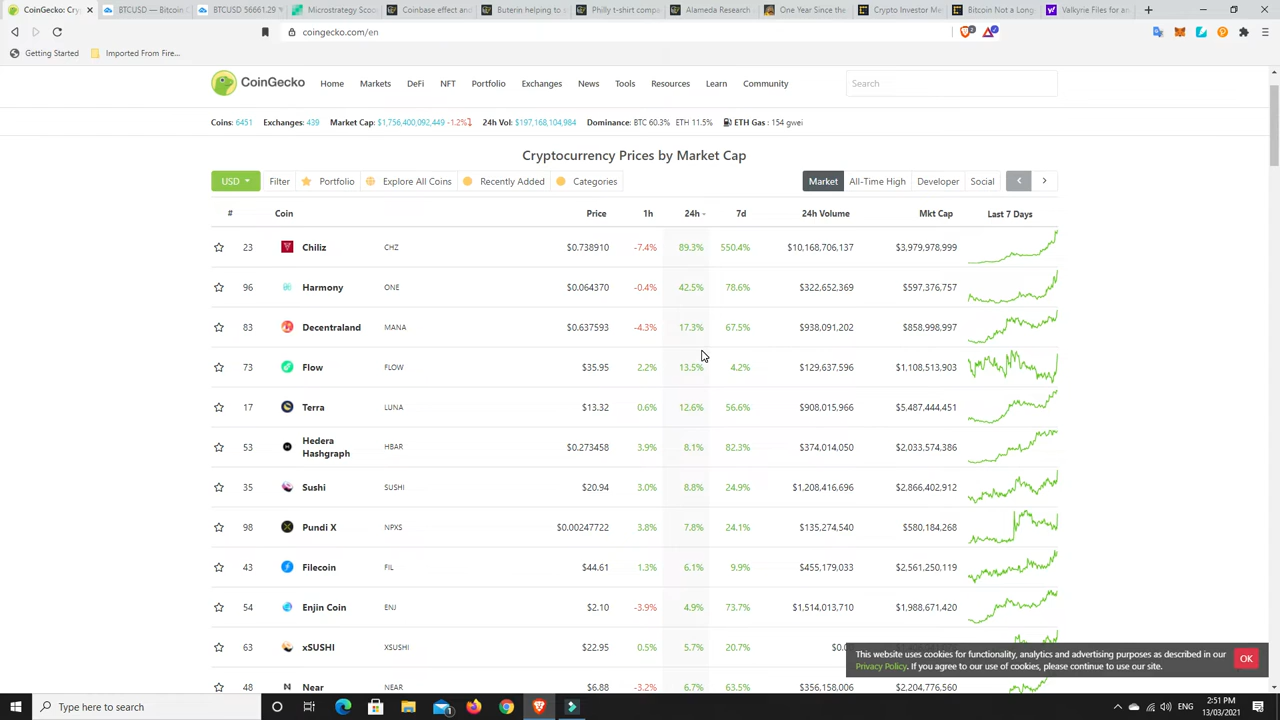 CoinGecko: Cryp
BTCUSD — Bitcoin C
BTCUSD 56661.29
Microstrategy Scoo
Coinbase effect and
Buterin helping to s
Philly t-shirt compa
Alameda Research
One Year Since the
Crypto Investor Me
Bitcoin Not a Long
Valkyrie Files for an
coingecko.com/en
Getting Started
Imported From Fire...
CoinGecko Home Markets DeFi NFT Portfolio Exchanges News Tools Resources Learn Community Search
Coins: 6451 Exchanges: 439 Market Cap: $1,756,400,092,449 -1.2% 24h Vol: $197,168,104,984 Dominance: BTC 60.3% ETH 11.5% ETH Gas : 154 gwei
Cryptocurrency Prices by Market Cap
USD Filter Portfolio Explore All Coins Recently Added Categories Market All-Time High Developer Social
# Coin Price 1h 24h 7d 24h Volume Mkt Cap Last 7 Days
23 Chiliz CHZ $0.738910 -7.4% 89.3% 550.4% $10,168,706,137 $3,979,978,999
96 Harmony ONE $0.064370 -0.4% 42.5% 78.6% $322,652,369 $597,376,757
83 Decentraland MANA $0.637593 -4.3% 17.3% 67.5% $938,091,202 $858,998,997
73 Flow FLOW $35.95 2.2% 13.5% 4.2% $129,637,596 $1,108,513,903
17 Terra LUNA $13.32 0.6% 12.6% 56.6% $908,015,966 $5,487,444,451
53 Hedera Hashgraph HBAR $0.273458 3.9% 8.1% 82.3% $374,014,050 $2,033,574,386
35 Sushi SUSHI $20.94 3.0% 8.8% 24.9% $1,208,416,696 $2,866,402,912
98 Pundi X NPXS $0.00247722 3.8% 7.8% 24.1% $135,274,540 $580,184,268
43 Filecoin FIL $44.61 1.3% 6.1% 9.9% $455,179,033 $2,561,250,119
54 Enjin Coin ENJ $2.10 -3.9% 4.9% 73.7% $1,514,013,710 $1,988,671,420
63 xSUSHI XSUSHI $22.95 0.5% 5.7% 20.7% $0.0
48 Near NEAR $6.88 -3.2% 6.7% 63.5% $356,158,006 $2,204,776,560
This website uses cookies for functionality, analytics and advertising purposes as described in our
Privacy Policy. If you agree to our use of cookies, please continue to use our site.
OK
Type here to search
ENG
2:51 PM
13/03/2021